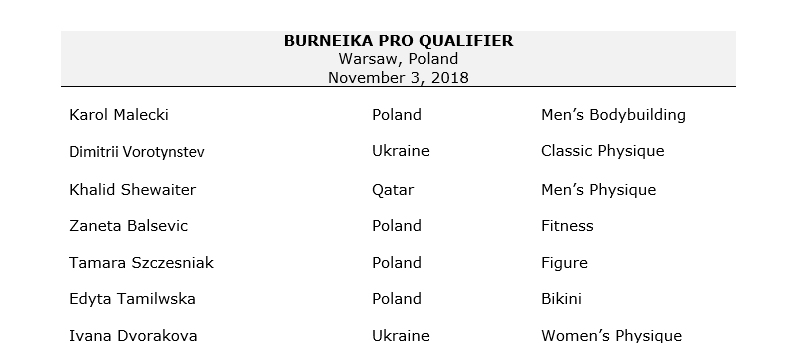 BURNEIKA PRO QUALIFIER
Warsaw, Poland
November 3, 2018
Karol Malecki Poland Men’s Bodybuilding
Dimitrii Vorotynstev Ukraine Classic Physique
Khalid Shewaiter Qatar Men’s Physique
Zaneta Balsevic Poland Fitness
Tamara Szczesniak Poland Figure
Edyta Tamilwska Poland Bikini
Ivana Dvorakova Ukraine Women’s Physique